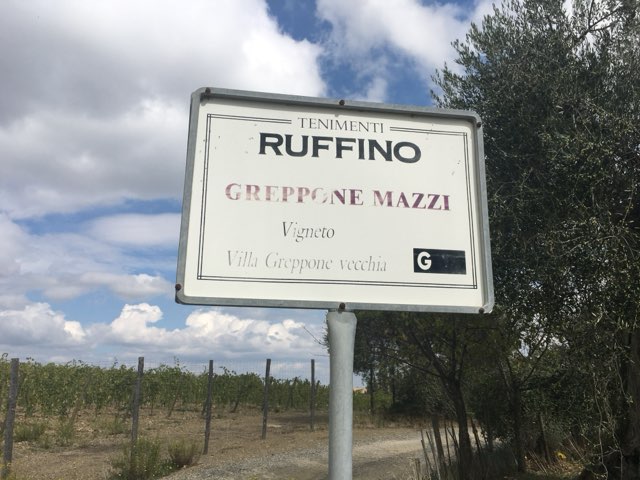 TENIMENTI
RUFFINO
GREPPONE MAZZI
Vigneto
Villa Greppone vecchia
G